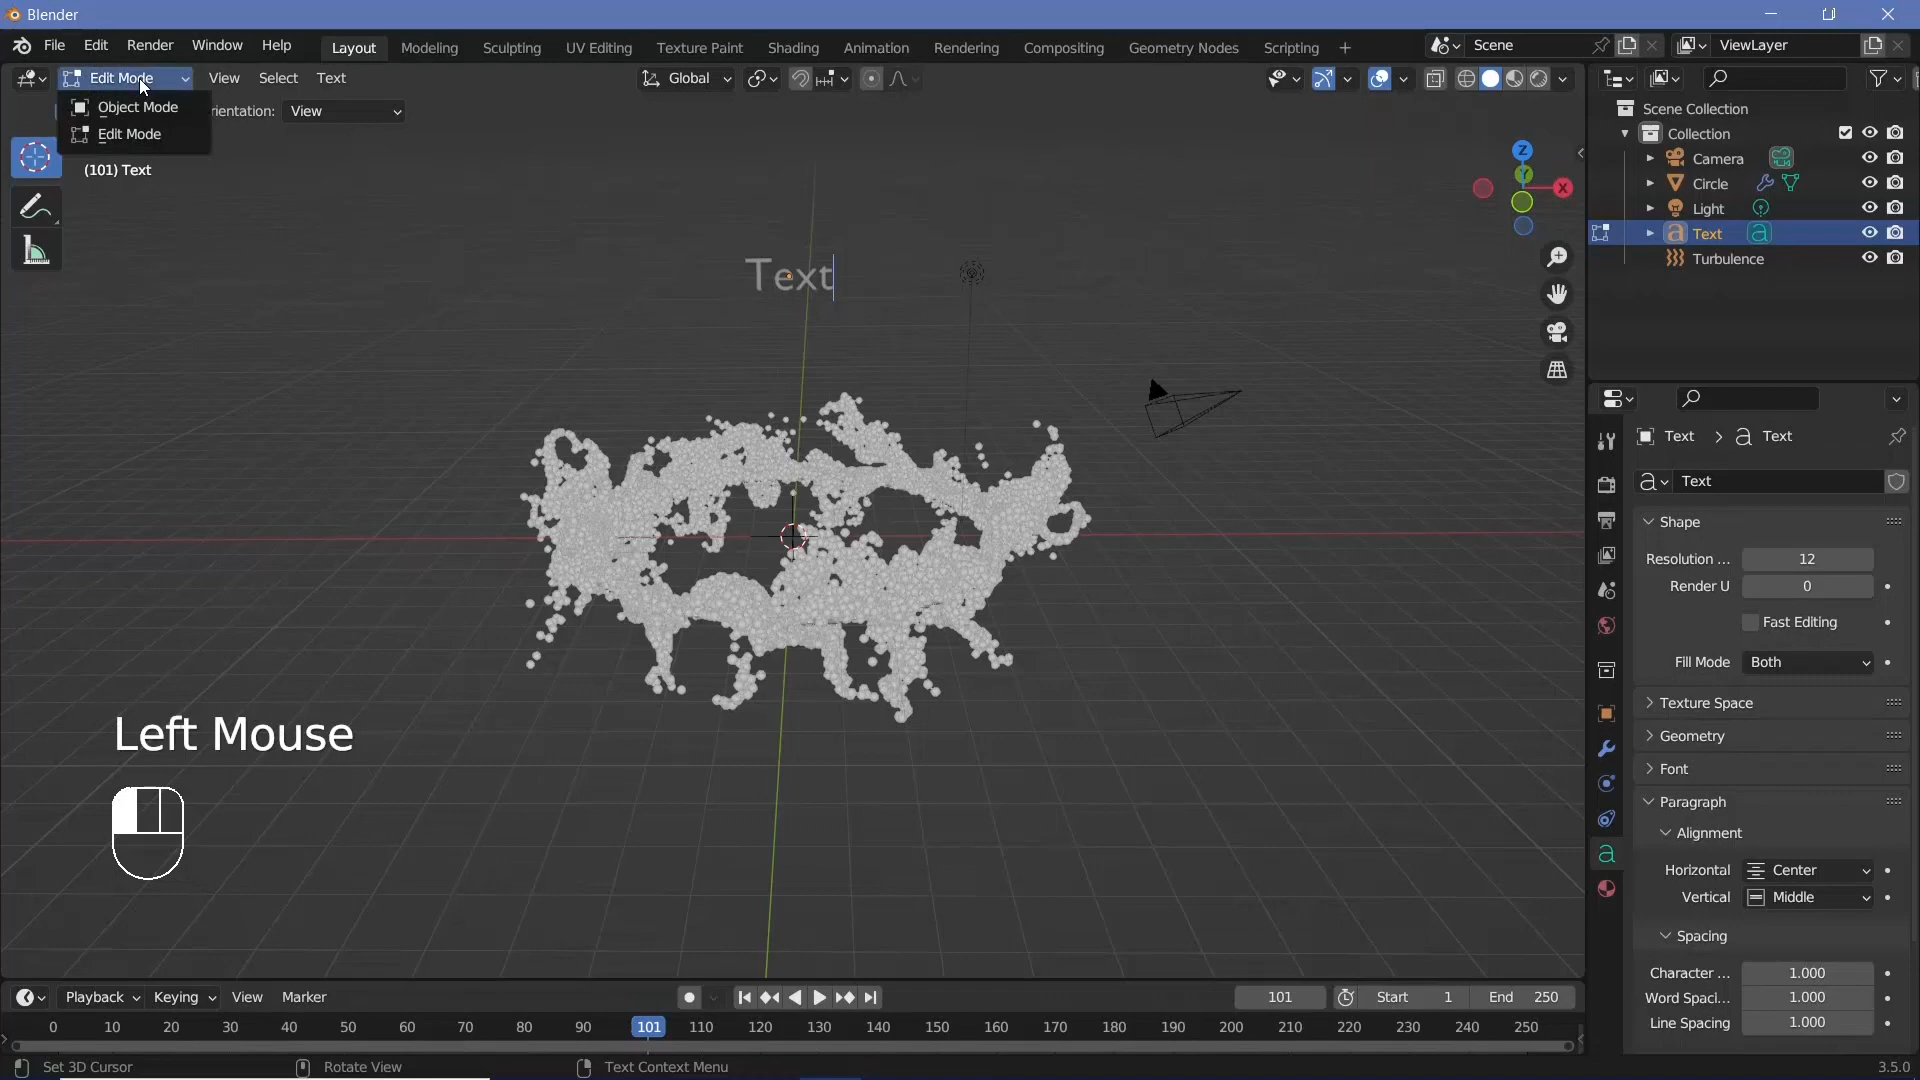 Blender
File Edit Render Window Help Layout Modeling Sculpting UV Editing Texture Paint Shading Animation Rendering Compositing Geometry Nodes Scripting + Scene ViewLayer
Edit Mode View Select Text Global
Object Mode
Edit Mode
rientation: View
(101) Text
Text
Z
Y
X
Left Mouse
Scene Collection
Collection
Camera
Circle
Light
Text
Turbulence
Text > Text
Text
Shape
Resolution ... 12
Render U 0
Fast Editing
Fill Mode Both
Texture Space
Geometry
Font
Paragraph
Alignment
Horizontal Center
Vertical Middle
Spacing
Character ... 1.000
Word Spaci... 1.000
Line Spacing 1.000
Playback Keying View Marker 101 Start 1 End 250
0 10 20 30 40 50 60 70 80 90 101 110 120 130 140 150 160 170 180 190 200 210 220 230 240 250
Set 3D Cursor Rotate View Text Context Menu 3.5.0